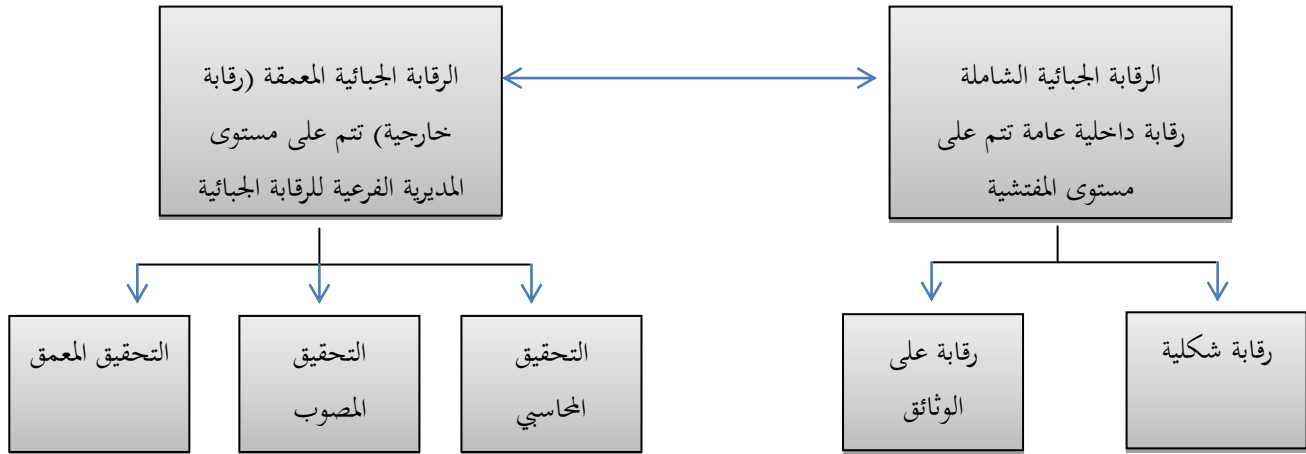 الرقابة الجبائية الشاملة
رقابة داخلية عامة تتم على
مستوى المفتشية
الرقابة الجبائية المعمقة (رقابة
خارجية) تتم على مستوى
المديرية الفرعية للرقابة الجبائية
رقابة شكلية
رقابة على
الوثائق
التحقيق
المحاسبي
التحقيق
المصوب
التحقيق المعمق